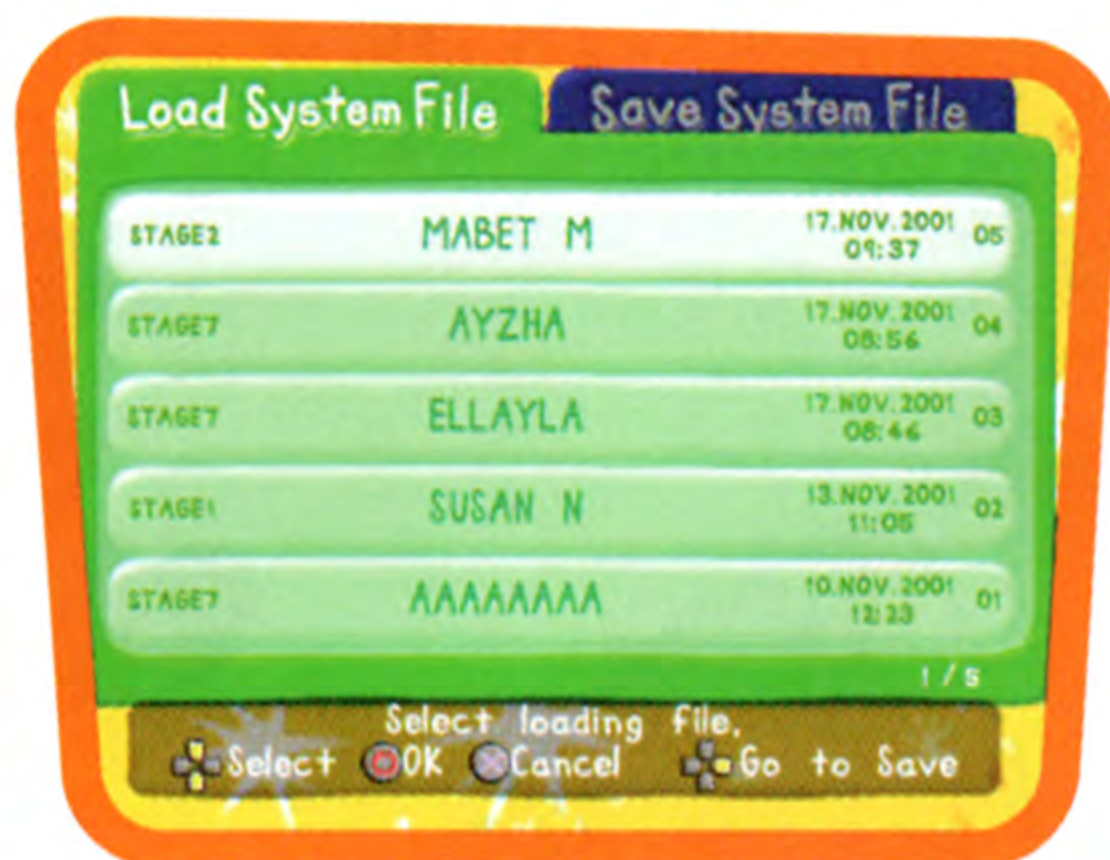 Load System File
Save System File
STAGE2 MABET M 17.NOV.2001 05
09:37
STAGE7 AYZHA 17.NOV.2001 04
08:56
STAGE7 ELLAYLA 17.NOV.2001 03
08:46
STAGE1 SUSAN N 13.NOV.2001 02
11:05
STAGE7 AAAAAAAA 10.NOV.2001 01
12:23
1/5
Select loading file.
Select OK Cancel Go to Save